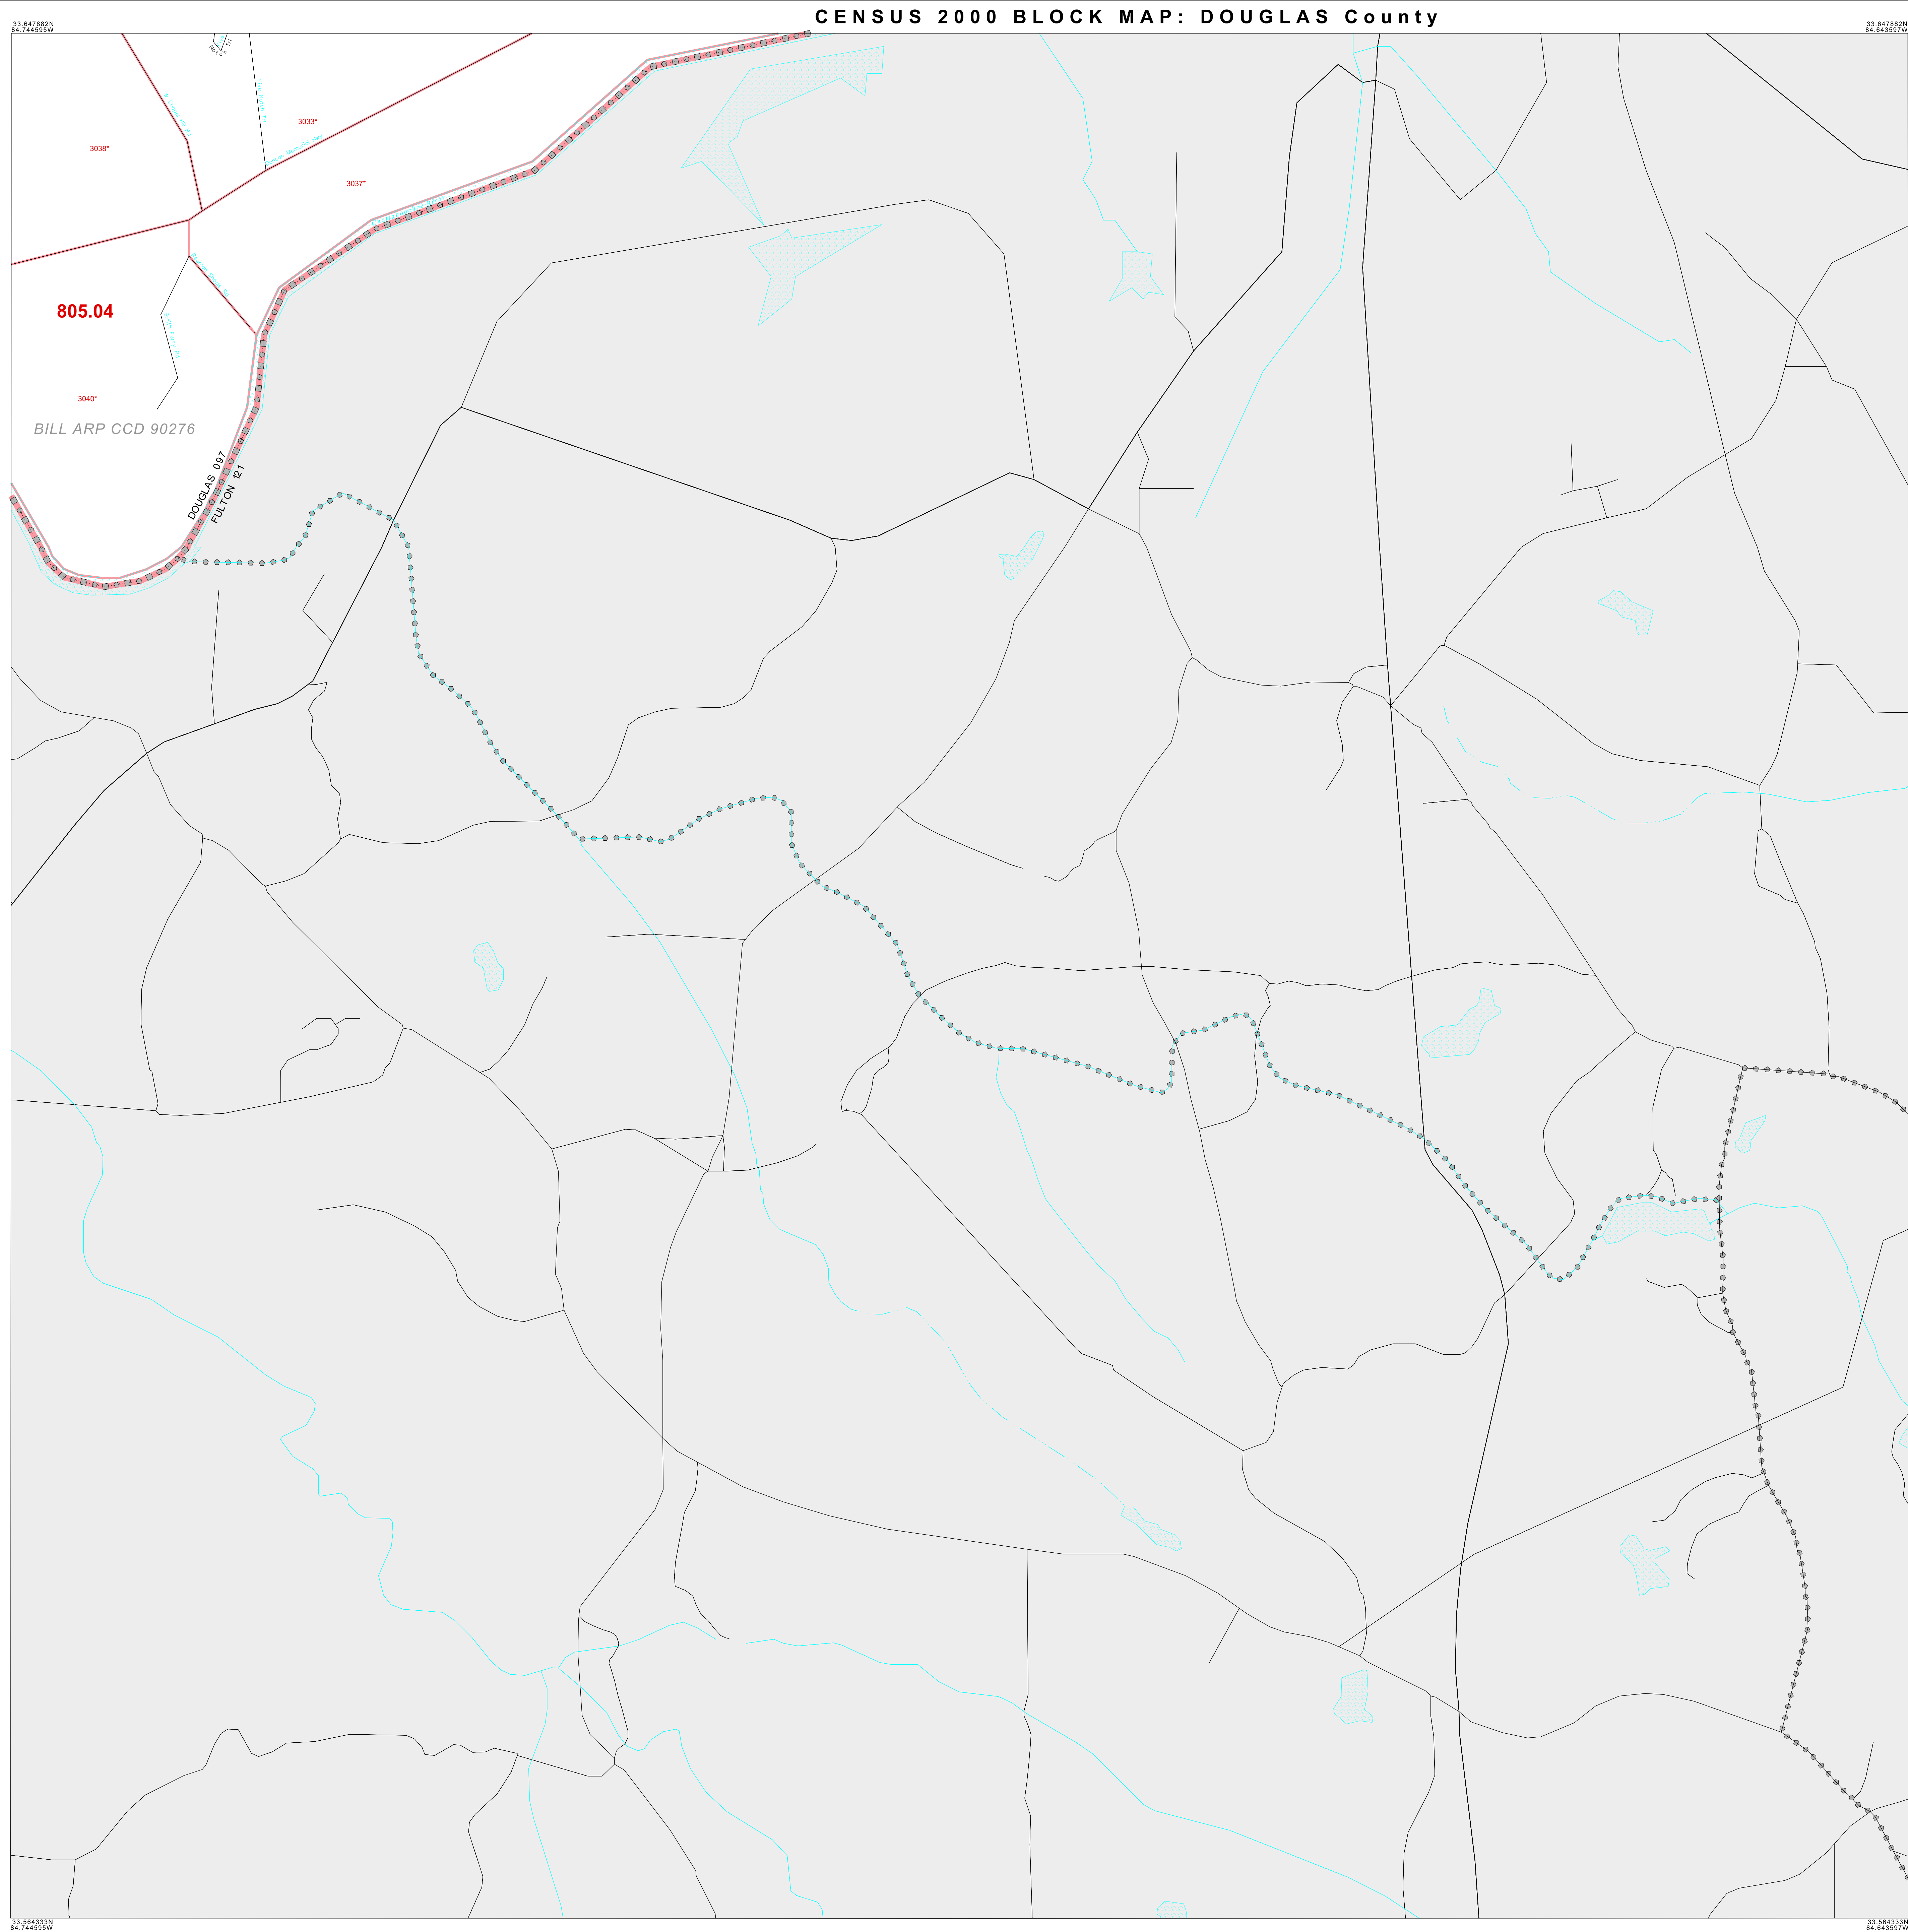 CENSUS 2000 BLOCK MAP: DOUGLAS County
33.647882N
84.744595W
33.647882N
84.643597W
3033*
3038*
3037*
805.04
3040*
BILL ARP CCD 90276
DOUGLAS 097
FULTON 121
33.564333N
84.744595W
33.564333N
84.643597W